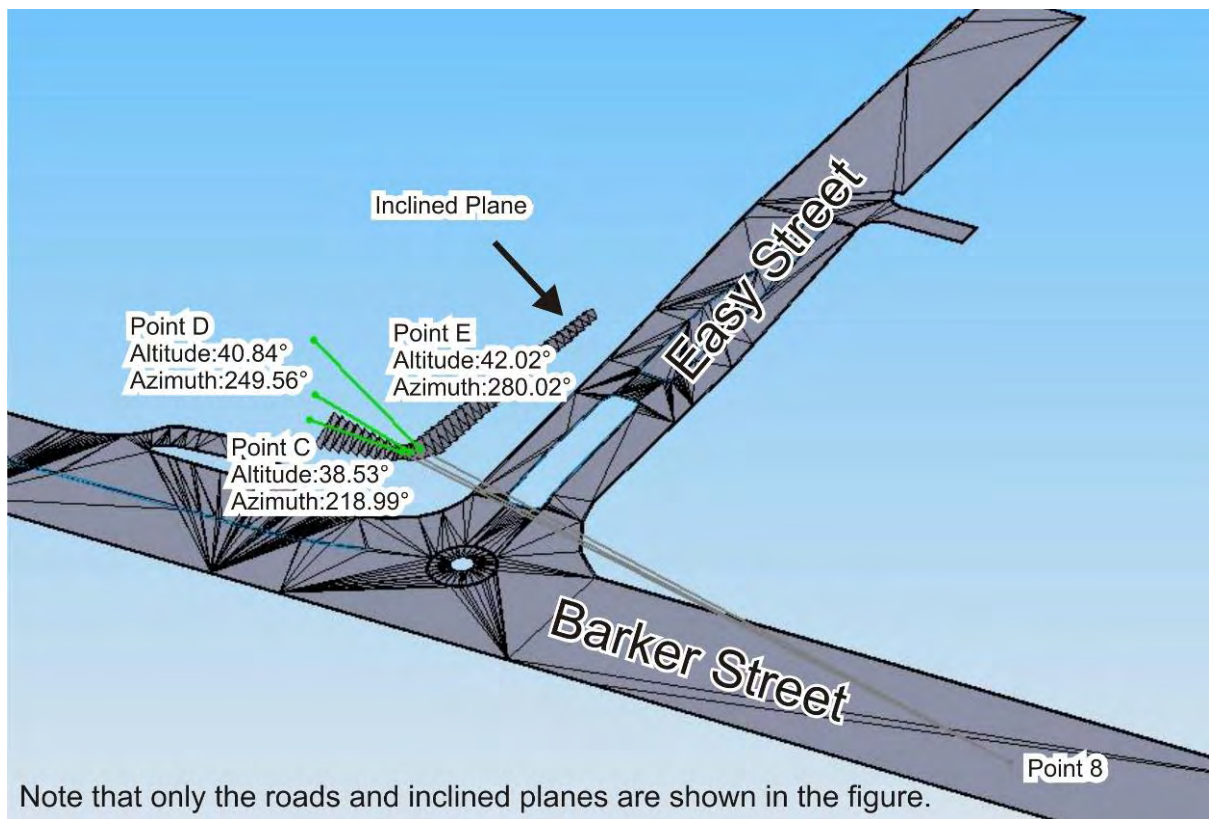 Inclined Plane
Point D
Altitude:40.84°
Azimuth:249.56°
Point E
Altitude:42.02°
Azimuth:280.02°
Point C
Altitude:38.53°
Azimuth:218.99°
Easy Street
Barker Street
Point 8
Note that only the roads and inclined planes are shown in the figure.